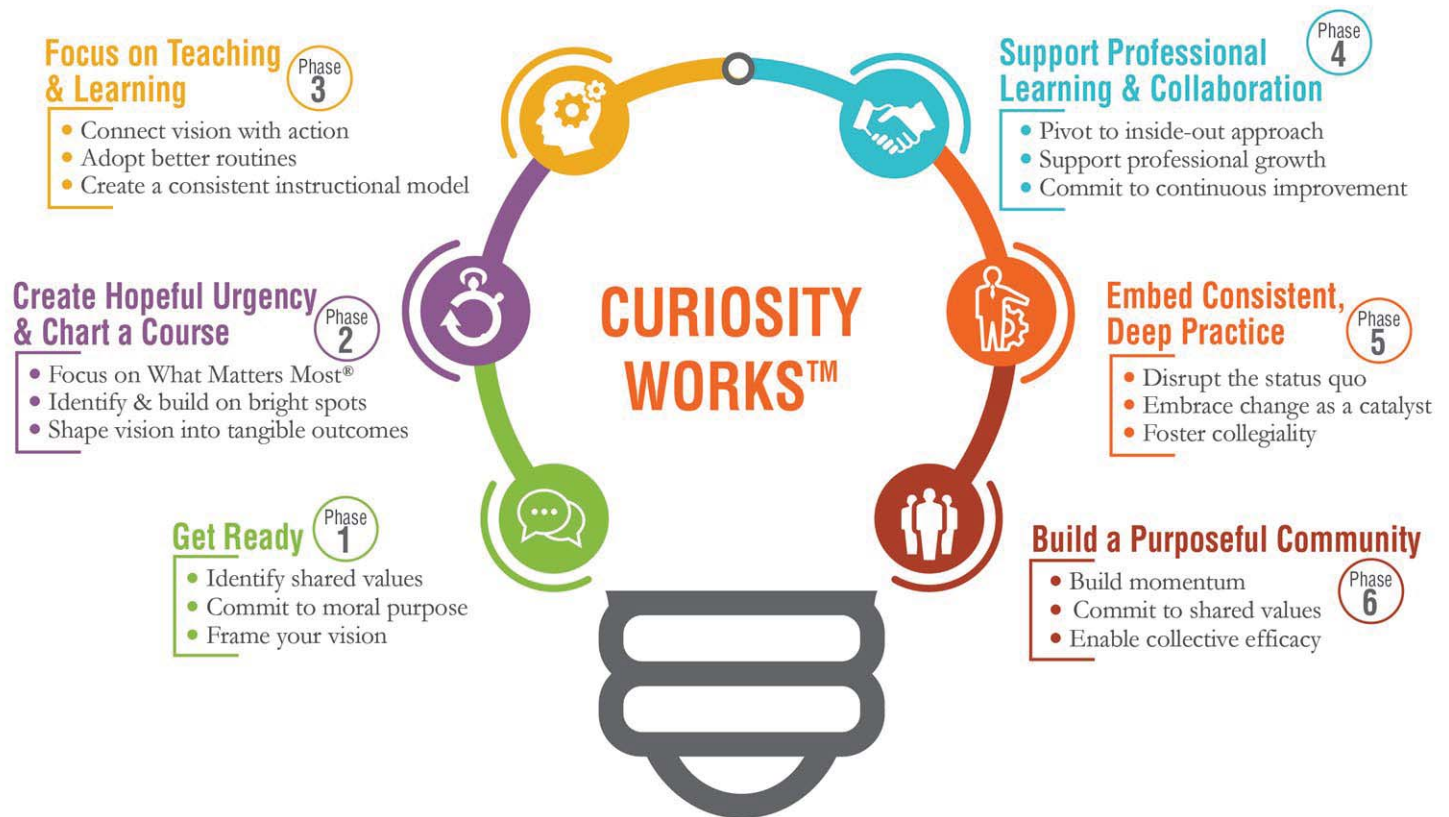 Focus on Teaching
& Learning
Phase
3
• Connect vision with action
• Adopt better routines
• Create a consistent instructional model
Support Professional
Learning & Collaboration
Phase
4
• Pivot to inside-out approach
• Support professional growth
• Commit to continuous improvement
Create Hopeful Urgency
& Chart a Course
Phase
2
• Focus on What Matters Most®
• Identify & build on bright spots
• Shape vision into tangible outcomes
CURIOSITY
WORKS™
Embed Consistent,
Deep Practice
Phase
5
• Disrupt the status quo
• Embrace change as a catalyst
• Foster collegiality
Get Ready
Phase
1
• Identify shared values
• Commit to moral purpose
• Frame your vision
Build a Purposeful Community
Phase
6
• Build momentum
• Commit to shared values
• Enable collective efficacy